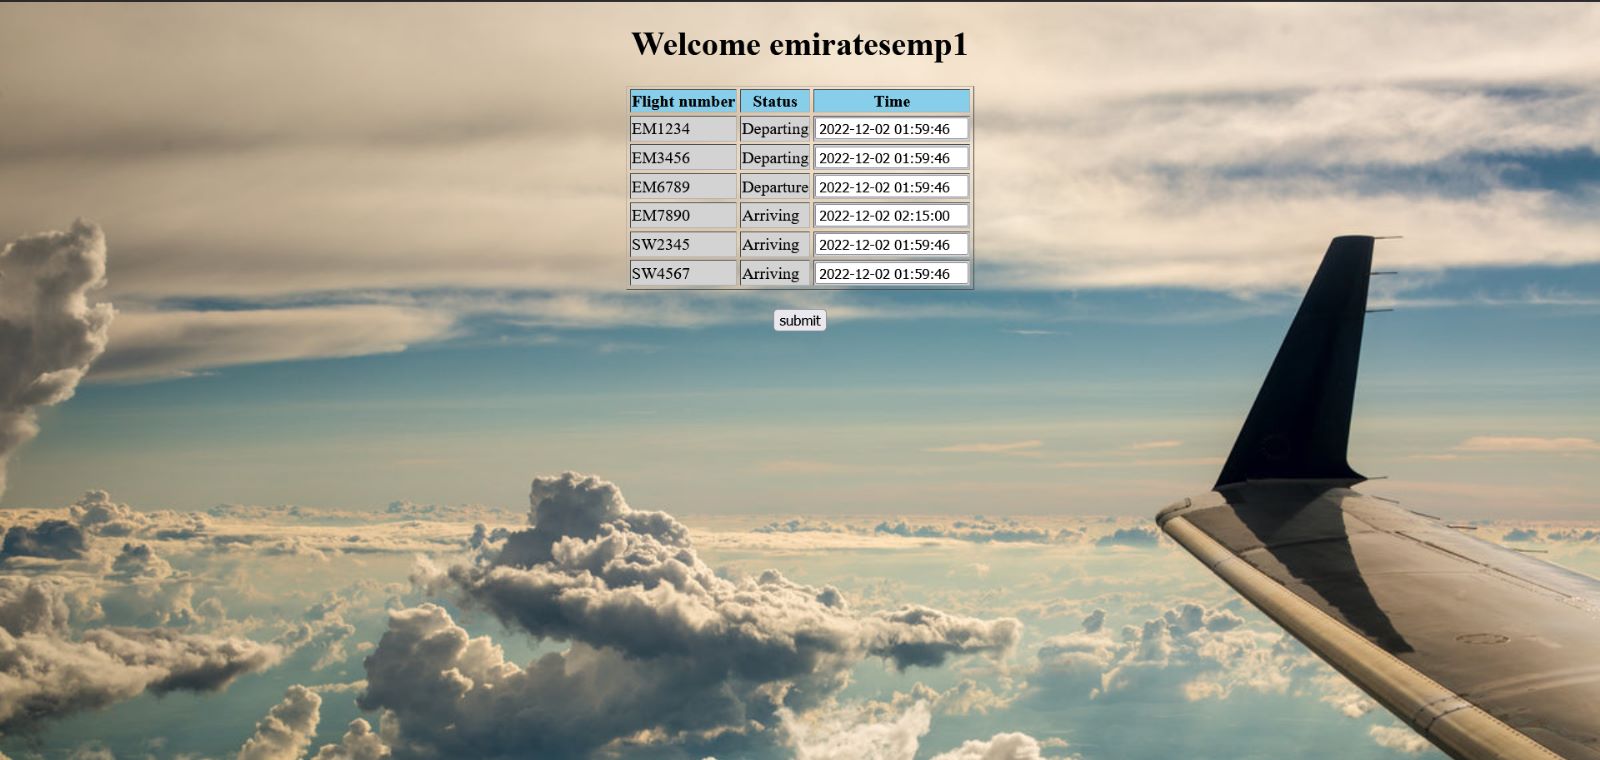 Welcome emiratesemp1
Flight number Status Time
EM1234 Departing 2022-12-02 01:59:46
EM3456 Departing 2022-12-02 01:59:46
EM6789 Departure 2022-12-02 01:59:46
EM7890 Arriving 2022-12-02 02:15:00
SW2345 Arriving 2022-12-02 01:59:46
SW4567 Arriving 2022-12-02 01:59:46
submit